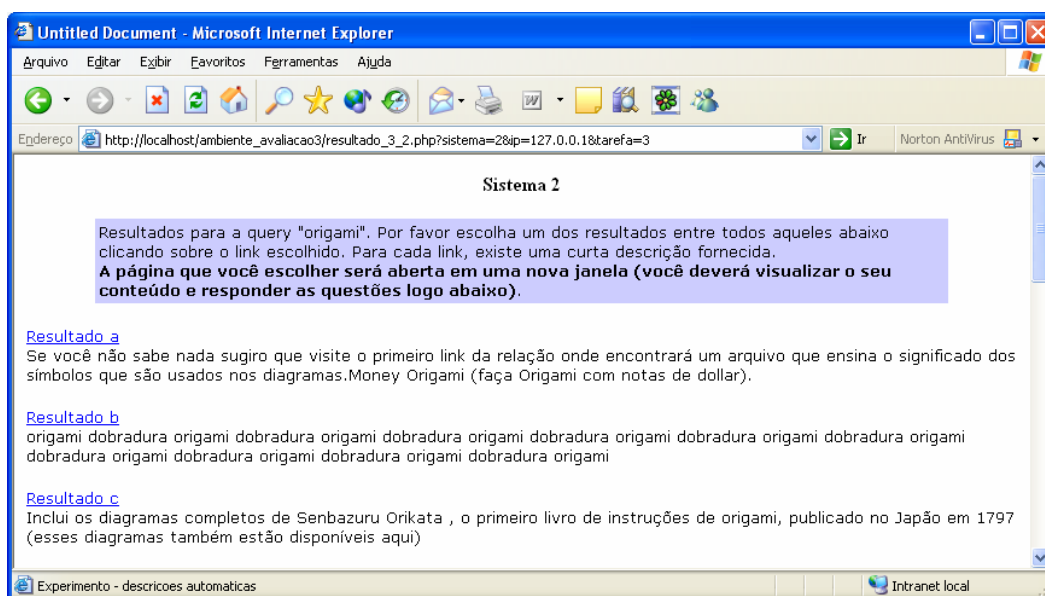 Untitled Document - Microsoft Internet Explorer
Arquivo Editar Exibir Favoritos Ferramentas Ajuda
Endereço http://localhost/ambiente_avaliacao3/resultado_3_2.php?sistema=2&ip=127.0.0.1&tarefa=3 Ir Norton AntiVirus
Sistema 2
Resultados para a query "origami". Por favor escolha um dos resultados entre todos aqueles abaixo
clicando sobre o link escolhido. Para cada link, existe uma curta descrição fornecida.
A página que você escolher será aberta em uma nova janela (você deverá visualizar o seu
conteúdo e responder as questões logo abaixo).
Resultado a
Se você não sabe nada sugiro que visite o primeiro link da relação onde encontrará um arquivo que ensina o significado dos
símbolos que são usados nos diagramas.Money Origami (faça Origami com notas de dollar).
Resultado b
origami dobradura origami dobradura origami dobradura origami dobradura origami dobradura origami dobradura origami
dobradura origami dobradura origami dobradura origami dobradura origami
Resultado c
Inclui os diagramas completos de Senbazuru Orikata , o primeiro livro de instruções de origami, publicado no Japão em 1797
(esses diagramas também estão disponíveis aqui)
Experimento - descricoes automaticas Intranet local